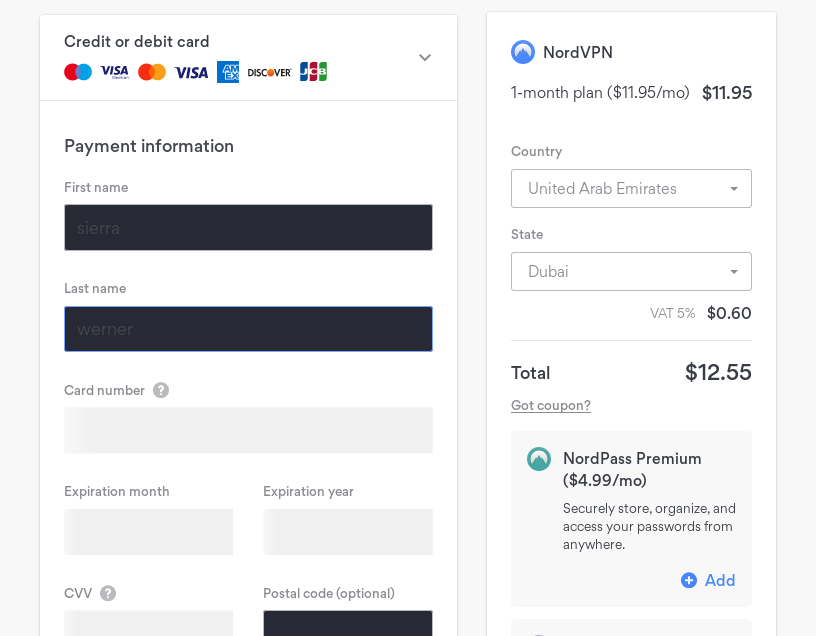 Credit or debit card
VISA
VISA
AMEX
DISCOVER
JCB
Payment information
First name
sierra
Last name
werner
Card number ?
Expiration month
Expiration year
CVV ?
Postal code (optional)
NordVPN
1-month plan ($11.95/mo) $11.95
Country
United Arab Emirates
State
Dubai
VAT 5% $0.60
Total $12.55
Got coupon?
NordPass Premium
($4.99/mo)
Securely store, organize, and
access your passwords from
anywhere.
Add